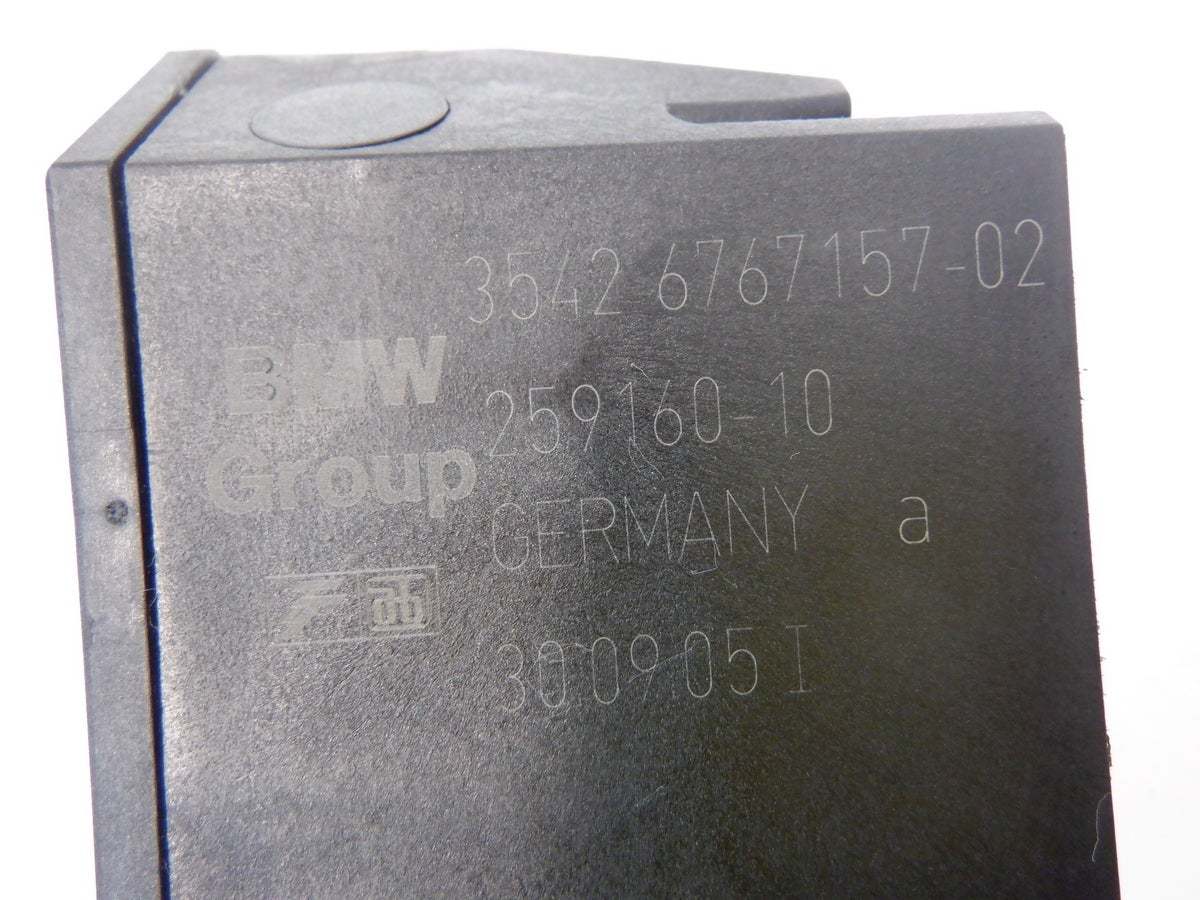 3542 6767157-02
BMW
Group
259160-10
GERMANY a
30 09 05 I